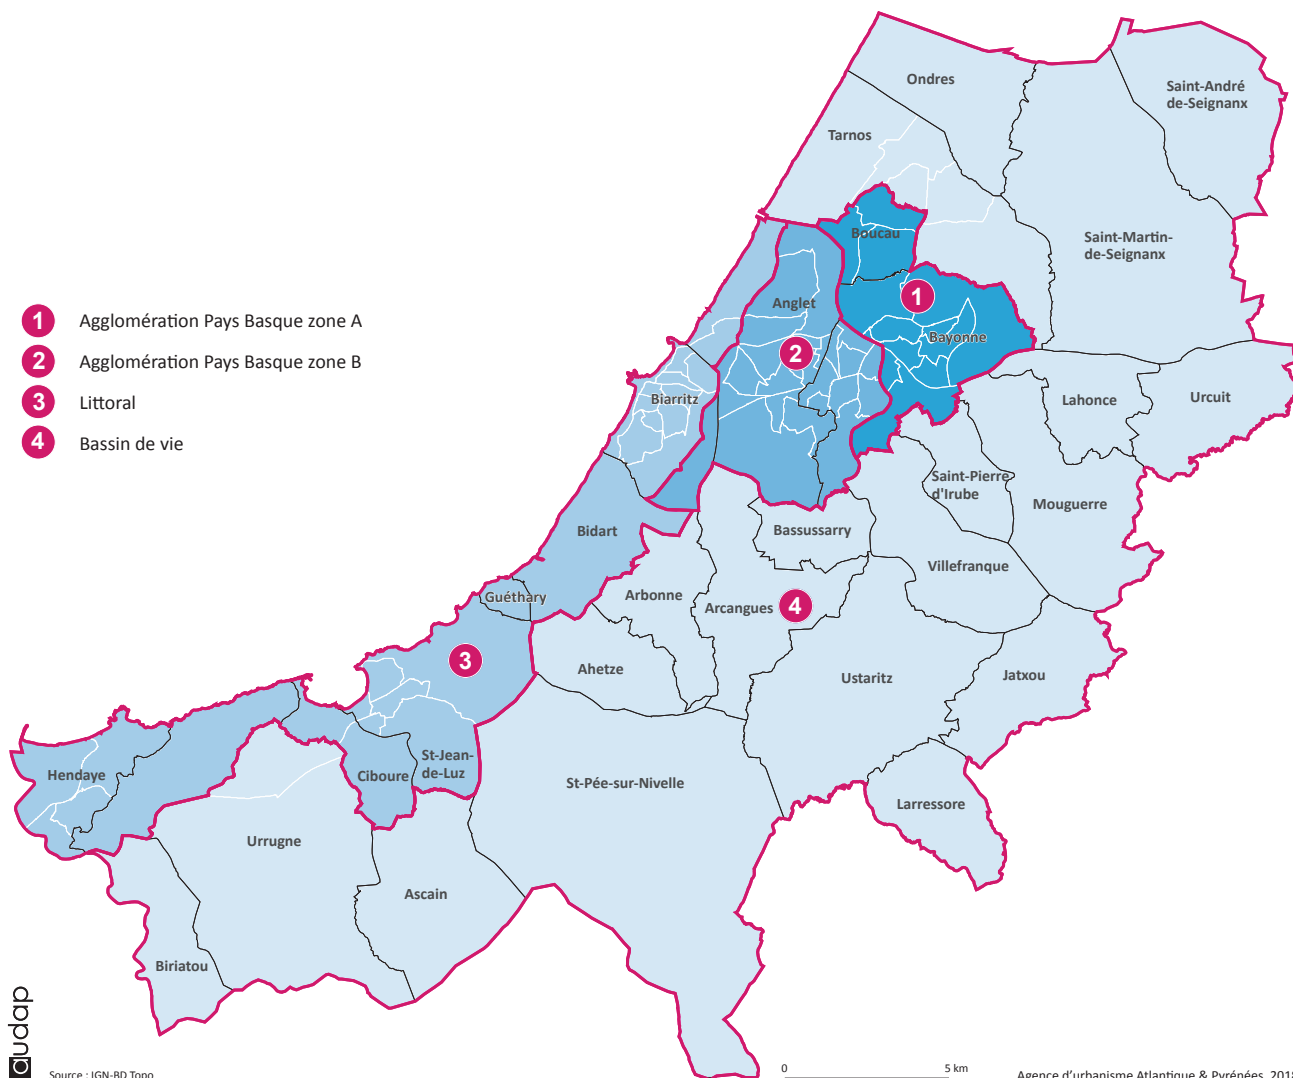 Ondres
Saint-André
de-Seignanx
Tarnos
Boucau
Saint-Martin-
de-Seignanx
1
Anglet
1 Agglomération Pays Basque zone A
Bayonne
2
2 Agglomération Pays Basque zone B
Biarritz
Lahonce
Urcuit
3 Littoral
4 Bassin de vie
Saint-Pierre
d'Irube
Mouguerre
Bidart
Bassussarry
Villefranque
Guéthary
Arbonne
Arcangues
4
3
Ahetze
Ustaritz
Jatxou
Hendaye
Ciboure
St-Jean-
de-Luz
St-Pée-sur-Nivelle
Larressore
Urrugne
Ascain
Biriatou
audap
Source : IGN-BD Topo
0 5 km
Agence d'urbanisme Atlantique & Pyrénées, 2018